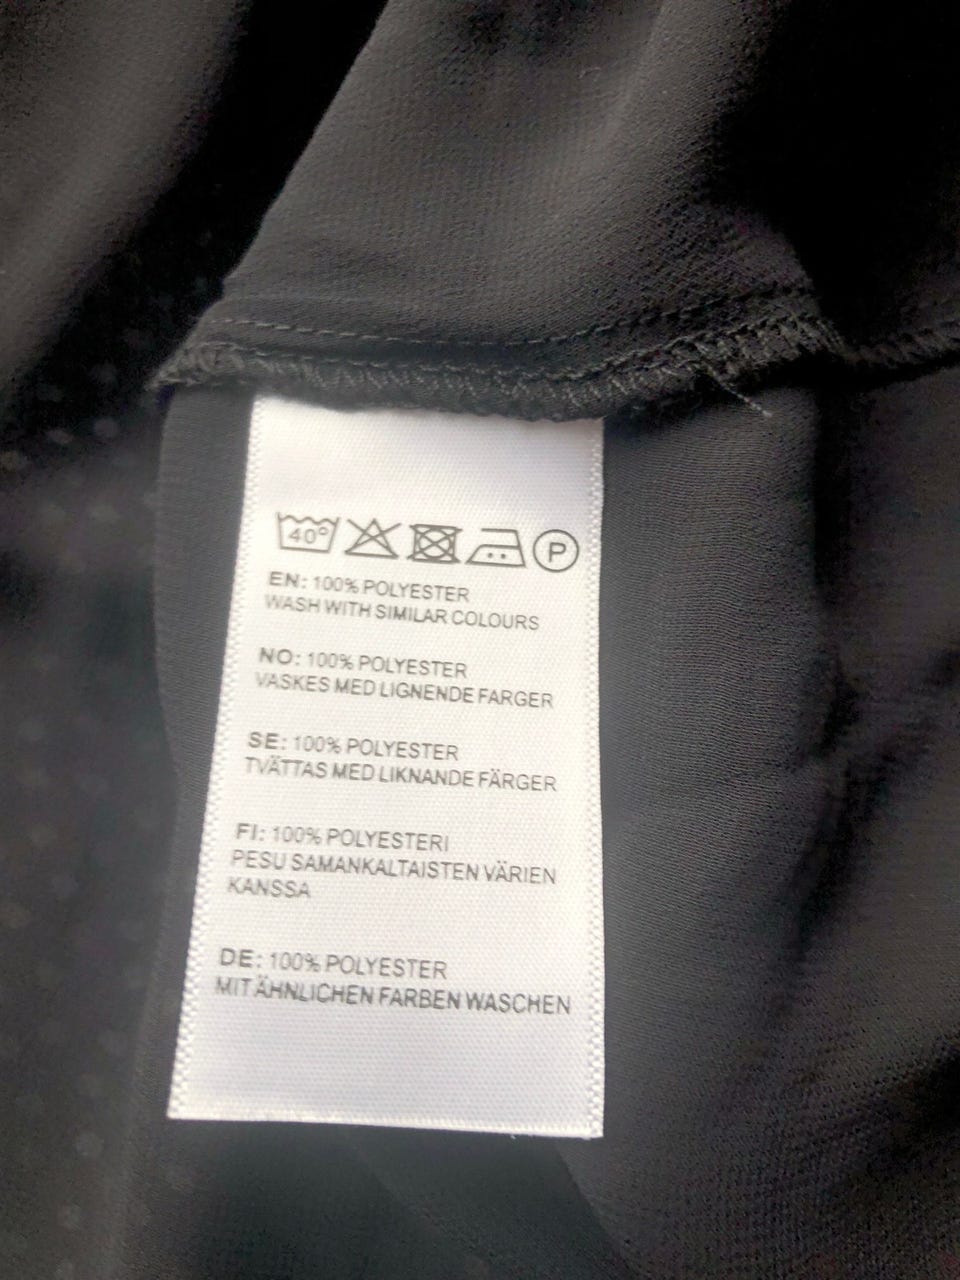 40° P
EN: 100% POLYESTER
WASH WITH SIMILAR COLOURS
NO: 100% POLYESTER
VASKES MED LIGNENDE FARGER
SE: 100% POLYESTER
TVÄTTAS MED LIKNANDE FÄRGER
FI: 100% POLYESTERI
PESU SAMANKALTAISTEN VÄRIEN
KANSSA
DE: 100% POLYESTER
MIT ÄHNLICHEN FARBEN WASCHEN